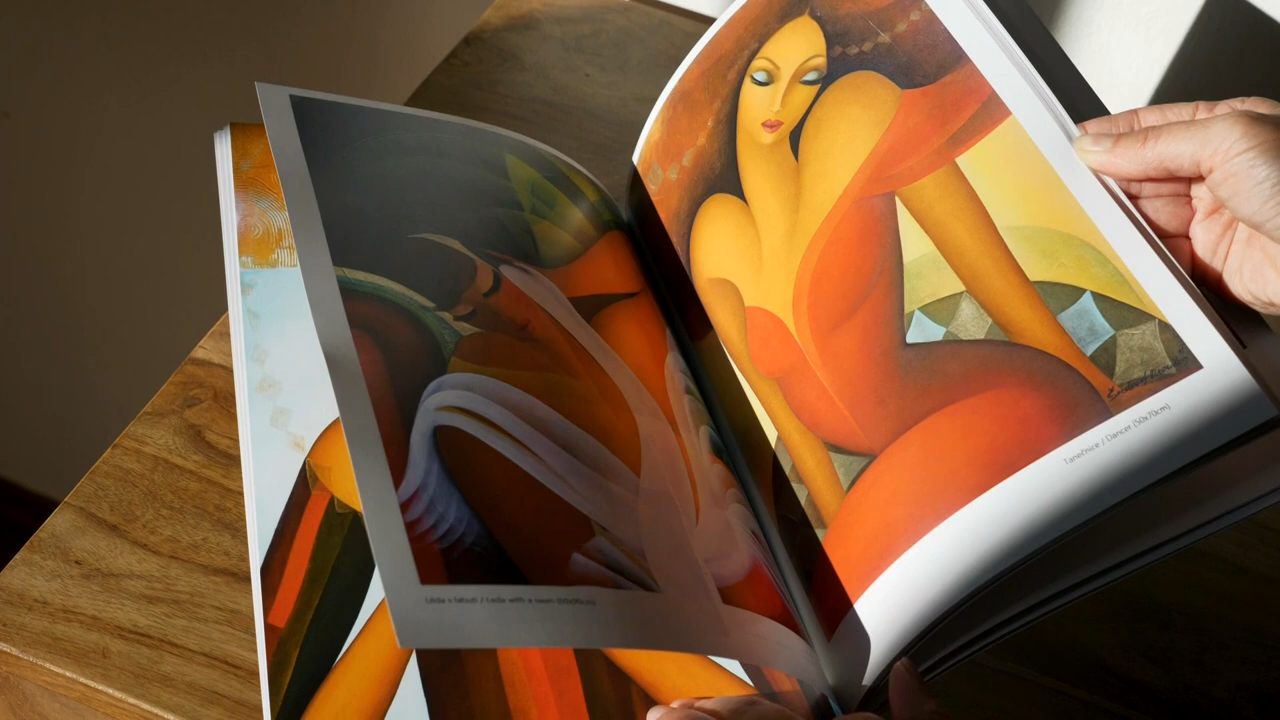 Léda s labutí / Leda with a swan (50x70cm)
Tanečnice / Dancer (50x70cm)